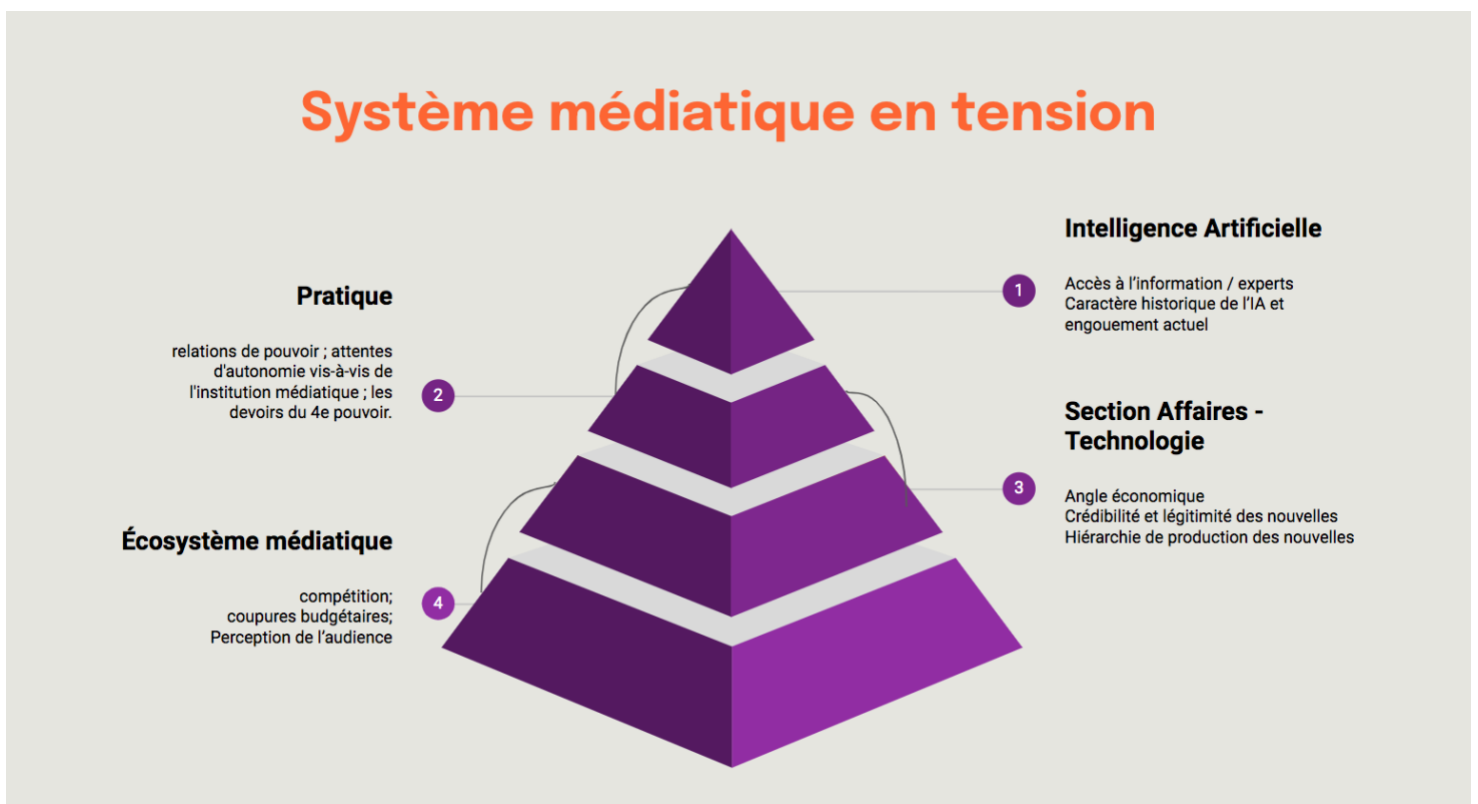 Système médiatique en tension
Intelligence Artificielle
1
Accès à l'information / experts
Caractère historique de l'IA et
engouement actuel
Pratique
relations de pouvoir ; attentes
d'autonomie vis-à-vis de
l'institution médiatique ; les
devoirs du 4e pouvoir.
2
Section Affaires -
Technologie
3
Angle économique
Crédibilité et légitimité des nouvelles
Hiérarchie de production des nouvelles
Écosystème médiatique
compétition;
coupures budgétaires;
Perception de l'audience
4